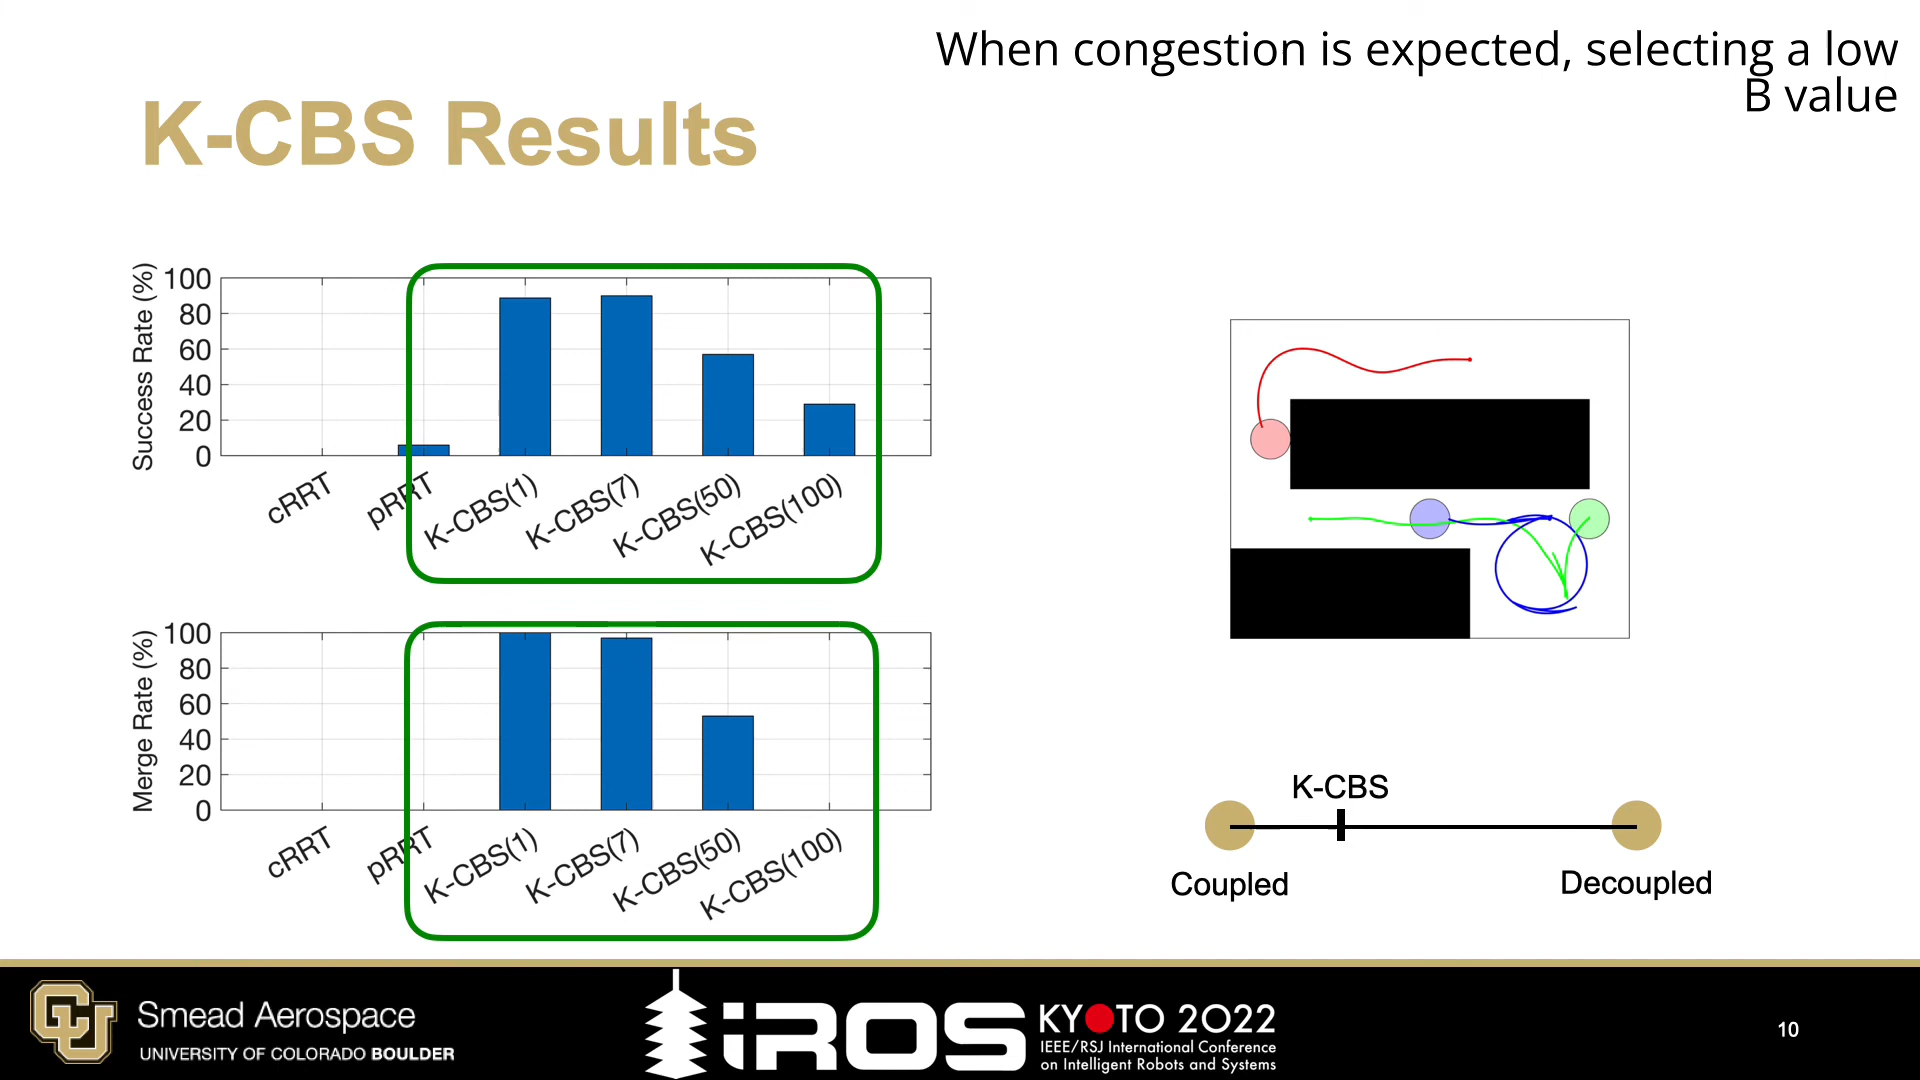 When congestion is expected, selecting a low
B value
K-CBS Results
Success Rate (%)
100
80
60
40
20
0
cRRT
pRRT
K-CBS(1)
K-CBS(7)
K-CBS(50)
K-CBS(100)
Merge Rate (%)
100
80
60
40
20
0
cRRT
pRRT
K-CBS(1)
K-CBS(7)
K-CBS(50)
K-CBS(100)
K-CBS
Coupled
Decoupled
CU
Smead Aerospace
UNIVERSITY OF COLORADO BOULDER
iROS
KYOTO 2022
IEEE/RSJ International Conference
on Intelligent Robots and Systems
10